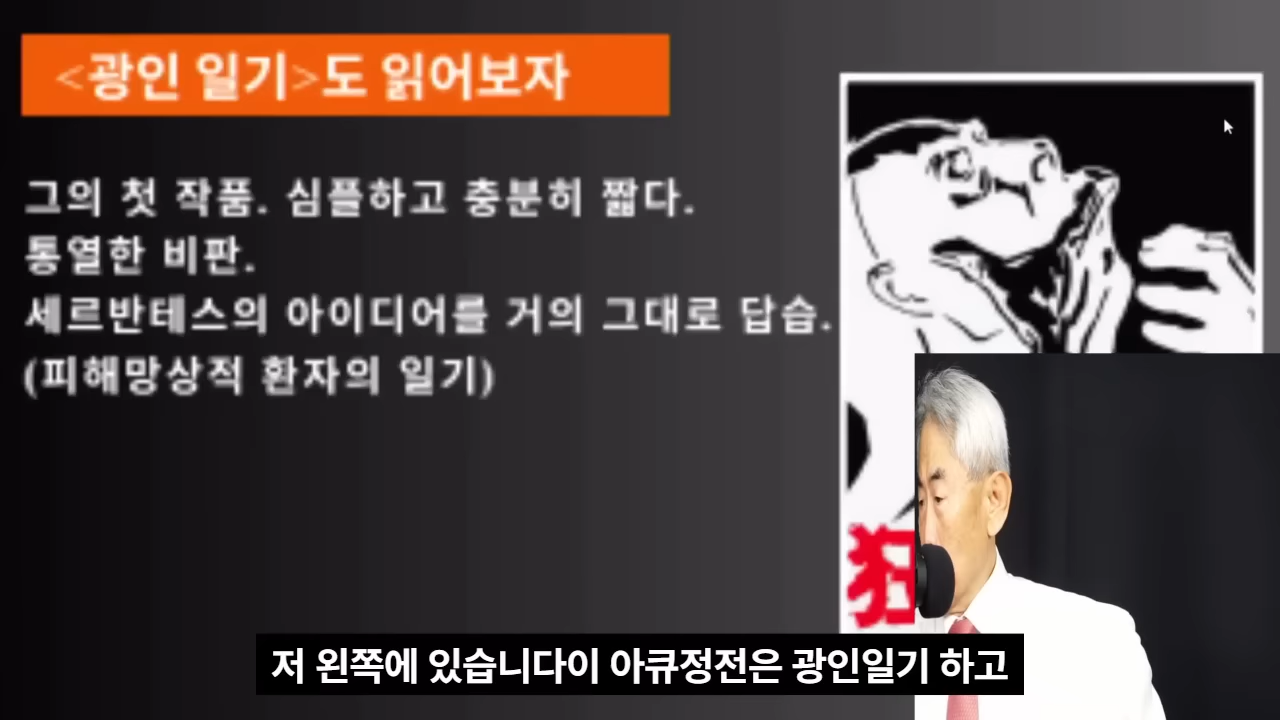 <광인 일기>도 읽어보자
그의 첫 작품. 심플하고 충분히 짧다.
통열한 비판.
세르반테스의 아이디어를 거의 그대로 답습.
(피해망상적 환자의 일기)
狂
저 왼쪽에 있습니다이 아큐정전은 광인일기 하고